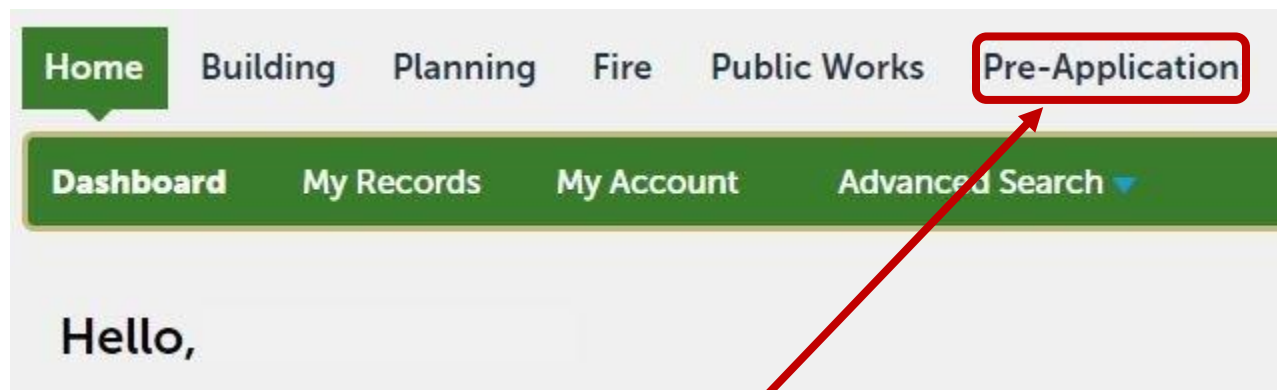 Home Building Planning Fire Public Works Pre-Application
Dashboard My Records My Account Advanced Search
Hello,